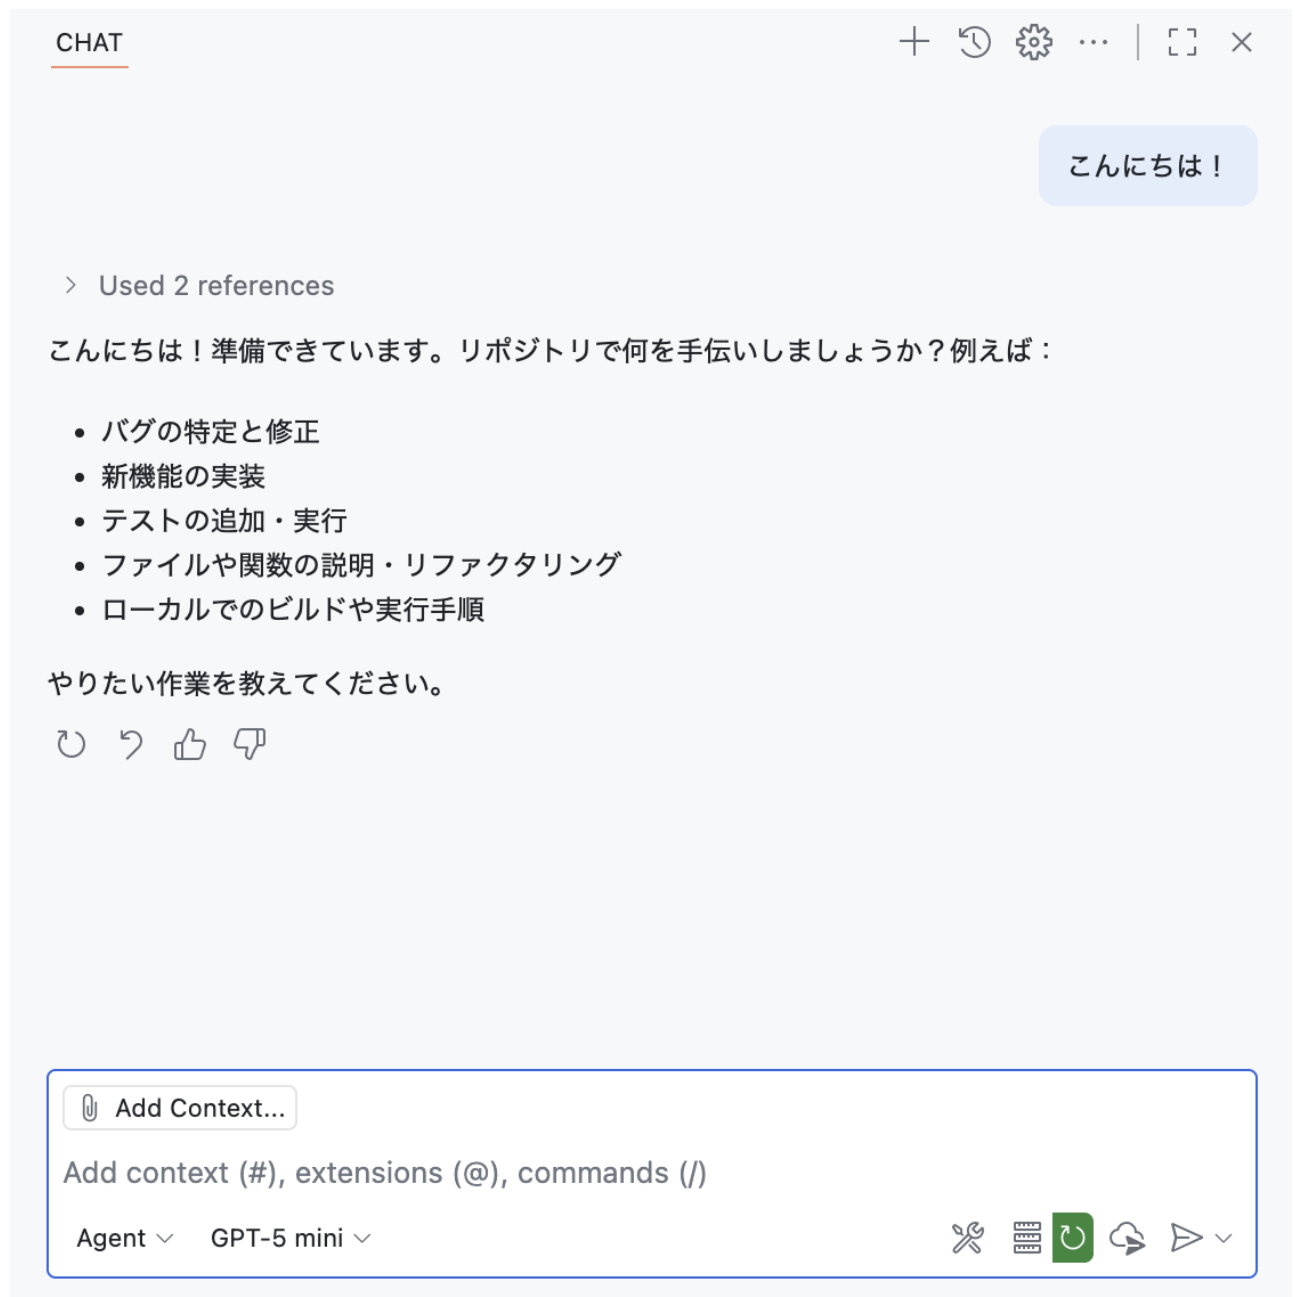 CHAT
こんにちは！
Used 2 references
こんにちは！準備できています。リポジトリで何を手伝いしましょうか？例えば：
• バグの特定と修正
• 新機能の実装
• テストの追加・実行
• ファイルや関数の説明・リファクタリング
• ローカルでのビルドや実行手順
やりたい作業を教えてください。
Add Context...
Add context (#), extensions (@), commands (/)
Agent GPT-5 mini